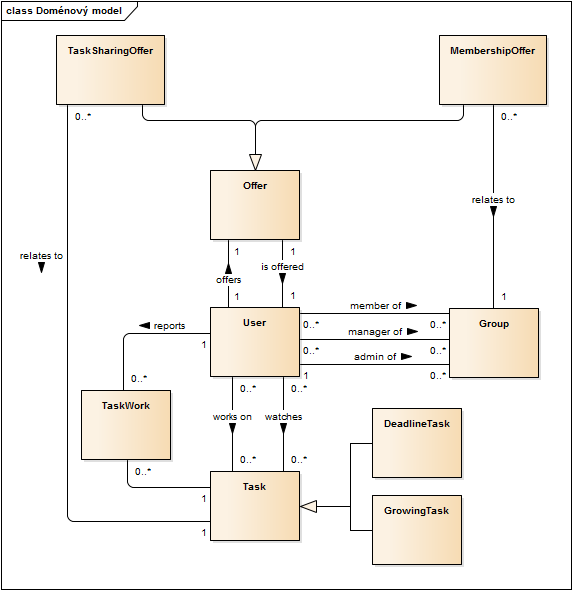 class Doménový model
TaskSharingOffer
MembershipOffer
0..*
0..*
Offer
relates to
relates to
1
1
is offered
offers
1
1
1
User
member of
Group
0..*
0..*
reports
manager of
1
0..*
0..*
admin of
0..*
1
0..*
0..*
0..*
TaskWork
works on
watches
DeadlineTask
0..*
0..*
0..*
Task
1
GrowingTask
1